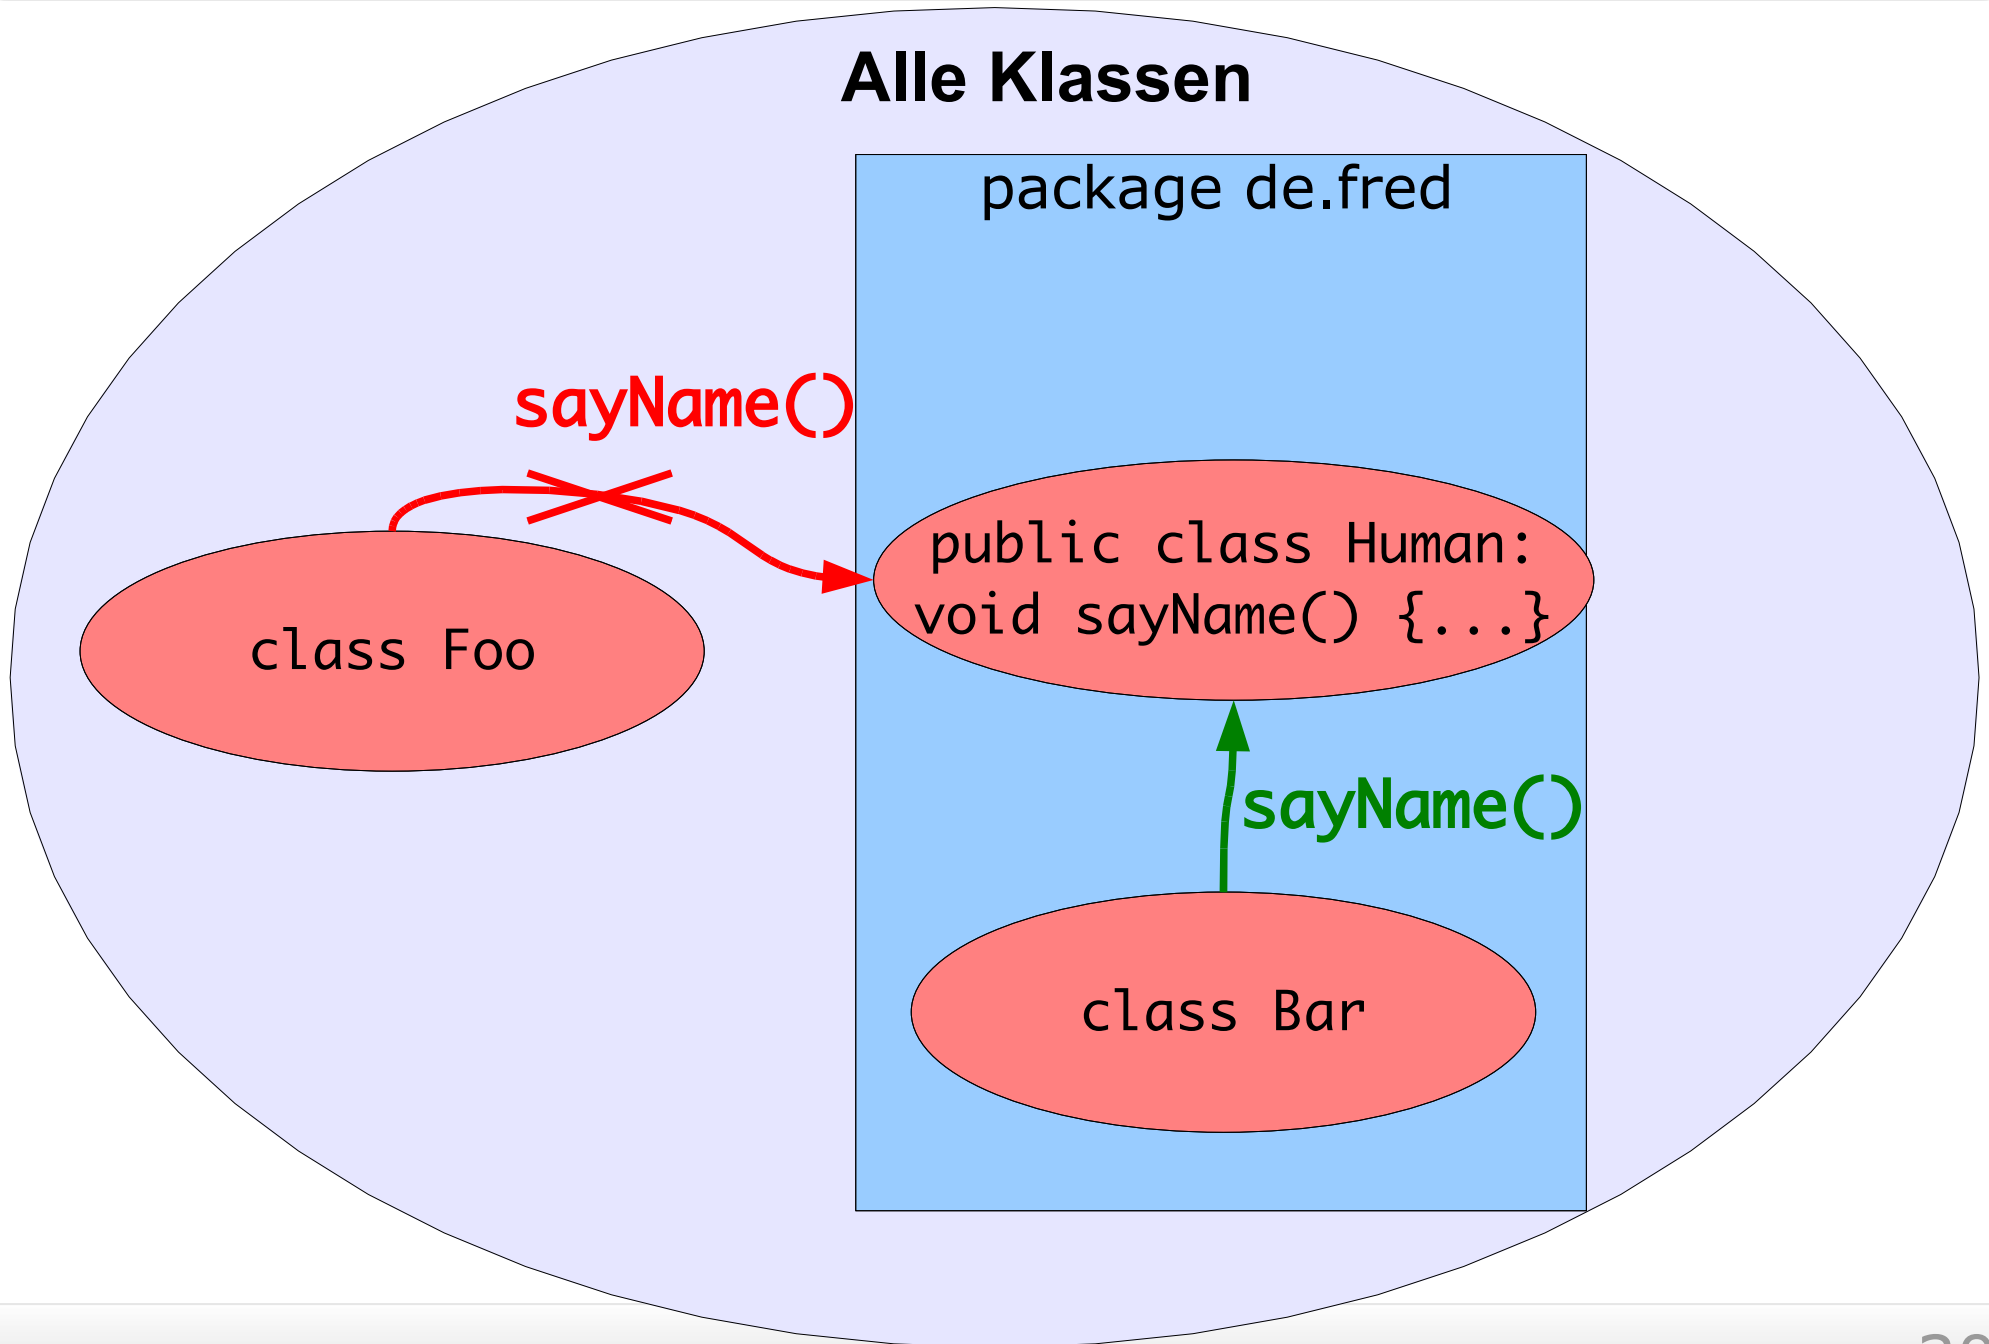 Alle Klassen
package de.fred
sayName()
public class Human:
void sayName() {...}
class Foo
sayName()
class Bar